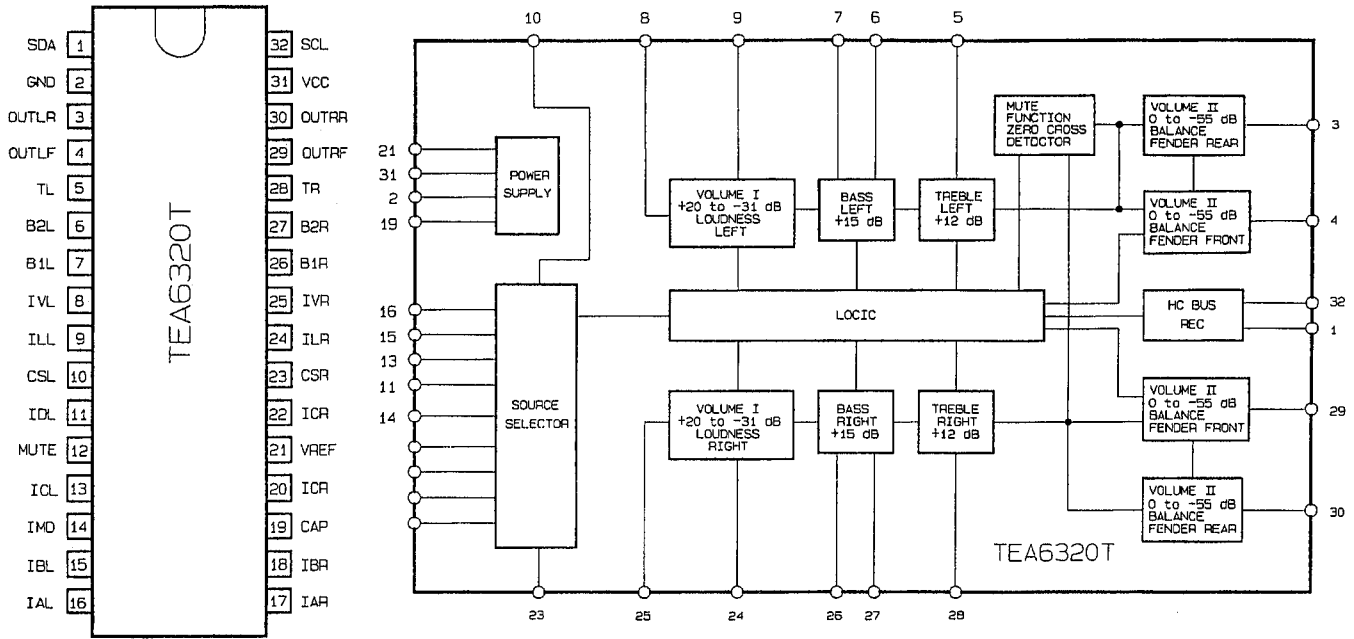 SDA 1
GND 2
OUTLR 3
OUTLF 4
TL 5
B2L 6
B1L 7
IVL 8
ILL 9
CSL 10
IDL 11
MUTE 12
ICL 13
IMD 14
IBL 15
IAL 16
TEA6320T
32 SCL
31 VCC
30 OUTRR
29 OUTRF
28 TR
27 B2R
26 B1R
25 IVR
24 ILR
23 CSR
22 ICR
21 VREF
20 ICR
19 CAP
18 IBR
17 IAR
10 8 9 7 6 5
21
31
2
19
POWER
SUPPLY
VOLUME I
+20 to -31 dB
LOUDNESS
LEFT
BASS
LEFT
+15 dB
TREBLE
LEFT
+12 dB
MUTE
FUNCTION
ZERO CROSS
DETOCTOR
VOLUME II
0 to -55 dB
BALANCE
FENDER REAR
3
VOLUME II
0 to -55 dB
BALANCE
FENDER FRONT
4
16
15
13
11
14
SOURCE
SELECTOR
LOCIC
HC BUS
REC
32
1
VOLUME I
+20 to -31 dB
LOUDNESS
RIGHT
BASS
RIGHT
+15 dB
TREBLE
RIGHT
+12 dB
VOLUME II
0 to -55 dB
BALANCE
FENDER FRONT
29
VOLUME II
0 to -55 dB
BALANCE
FENDER REAR
30
TEA6320T
23 25 24 26 27 28